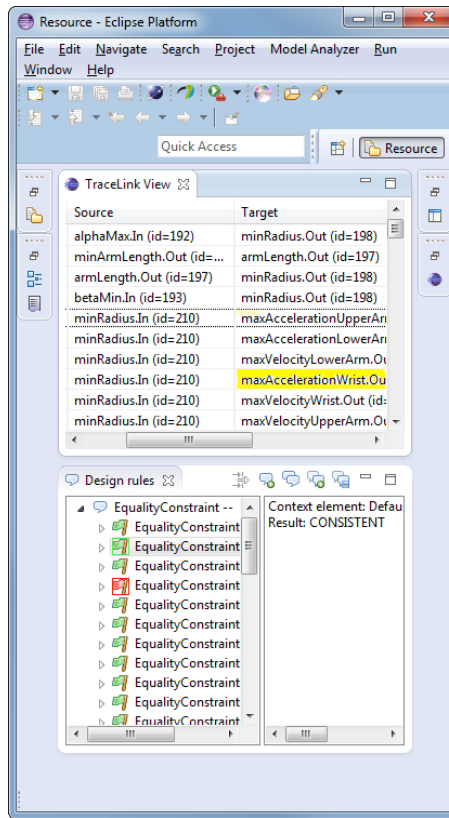 Resource - Eclipse Platform
File Edit Navigate Search Project Model Analyzer Run
Window Help
Quick Access
Resource
TraceLink View
Source Target
alphaMax.In (id=192) minRadius.Out (id=198)
minArmLength.Out (id=... armLength.Out (id=197)
armLength.Out (id=197) minRadius.Out (id=198)
betaMin.In (id=193) minRadius.Out (id=198)
minRadius.In (id=210) maxAccelerationUpperAr
minRadius.In (id=210) maxAccelerationLowerAr
minRadius.In (id=210) maxVelocityLowerArm.Ou
minRadius.In (id=210) maxAccelerationWrist.Ou
minRadius.In (id=210) maxVelocityWrist.Out (id=
minRadius.In (id=210) maxVelocityUpperArm.Ou
Design rules
EqualityConstraint --
EqualityConstraint
EqualityConstraint
EqualityConstraint
EqualityConstraint
EqualityConstraint
EqualityConstraint
EqualityConstraint
EqualityConstraint
EqualityConstraint
EqualityConstraint
EqualityConstraint
Context element: Defau
Result: CONSISTENT